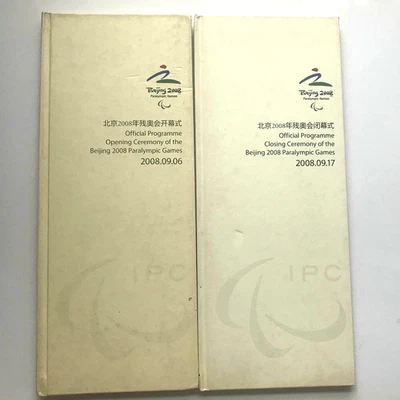 Beijing 2008
Paralympic Games
北京2008年残奥会开幕式
Official Programme
Opening Ceremony of the
Beijing 2008 Paralympic Games
2008.09.06
IPC
Beijing 2008
Paralympic Games
北京2008年残奥会闭幕式
Official Programme
Closing Ceremony of the
Beijing 2008 Paralympic Games
2008.09.17
IPC